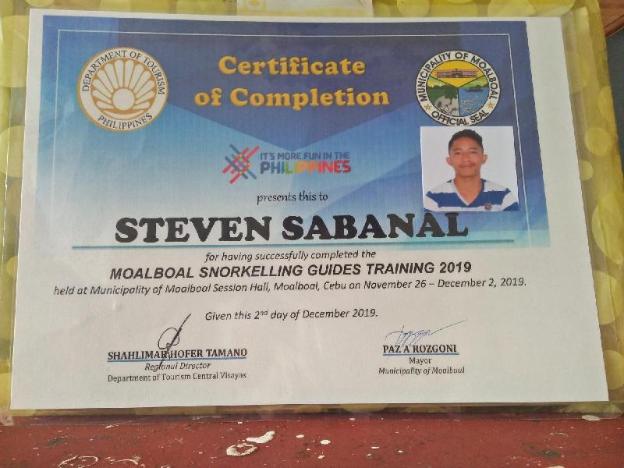 DEPARTMENT OF TOURISM
PHILIPPINES
Certificate
of Completion
MUNICIPALITY OF MOALBOAL
OFFICIAL SEAL
IT'S MORE FUN IN THE
PHILIPPINES
presents this to
STEVEN SABANAL
for having successfully completed the
MOALBOAL SNORKELLING GUIDES TRAINING 2019
held at Municipality of Moalboal Session Hall, Moalboal, Cebu on November 26 – December 2, 2019.
Given this 2nd day of December 2019.
SHAHLIMAR HOFER TAMANO
Regional Director
Department of Tourism Central Visayas
PAZ A ROZGONI
Mayor
Municipality of Moalboal